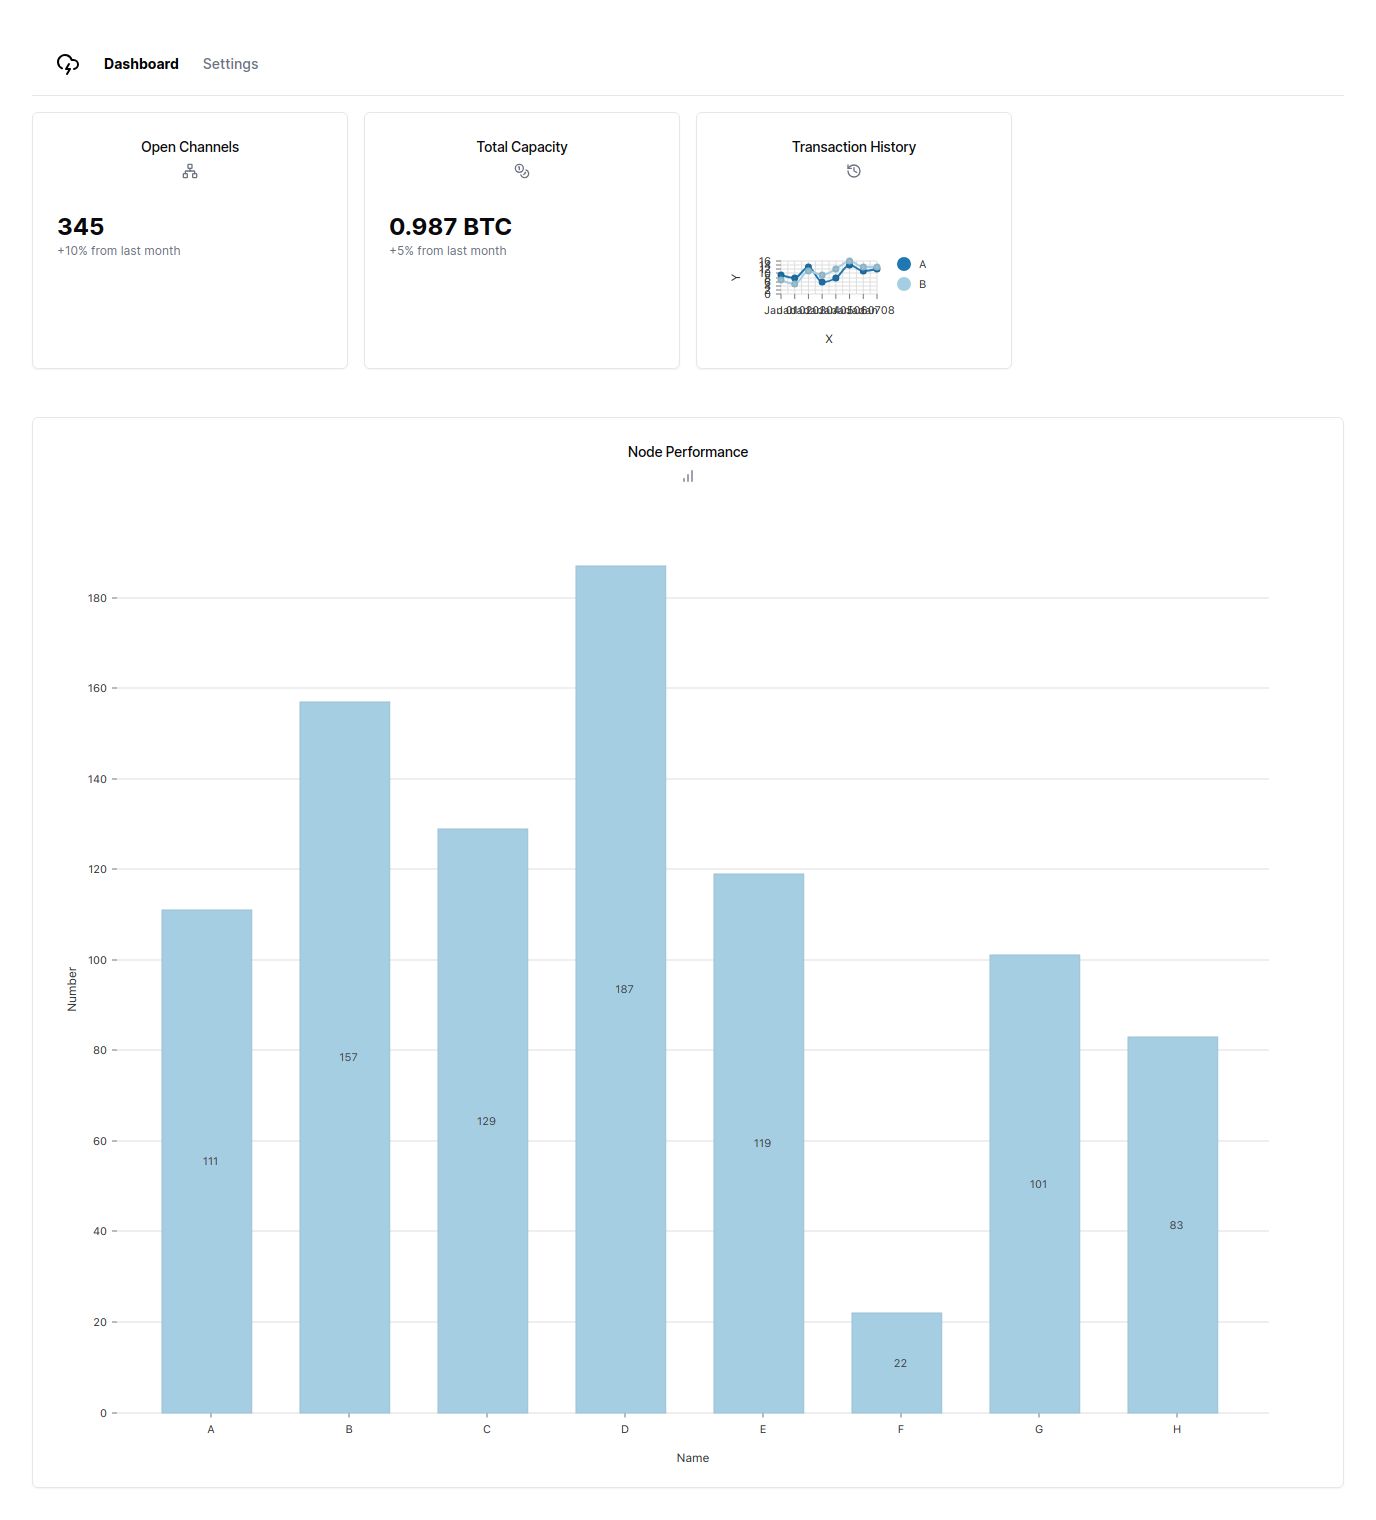 Dashboard Settings
Open Channels
345
+10% from last month
Total Capacity
0.987 BTC
+5% from last month
Transaction History
Y
16
0
X
A
B
Node Performance
Number
180
160
140
120
100
80
60
40
20
0
111
157
129
187
119
22
101
83
A B C D E F G H
Name